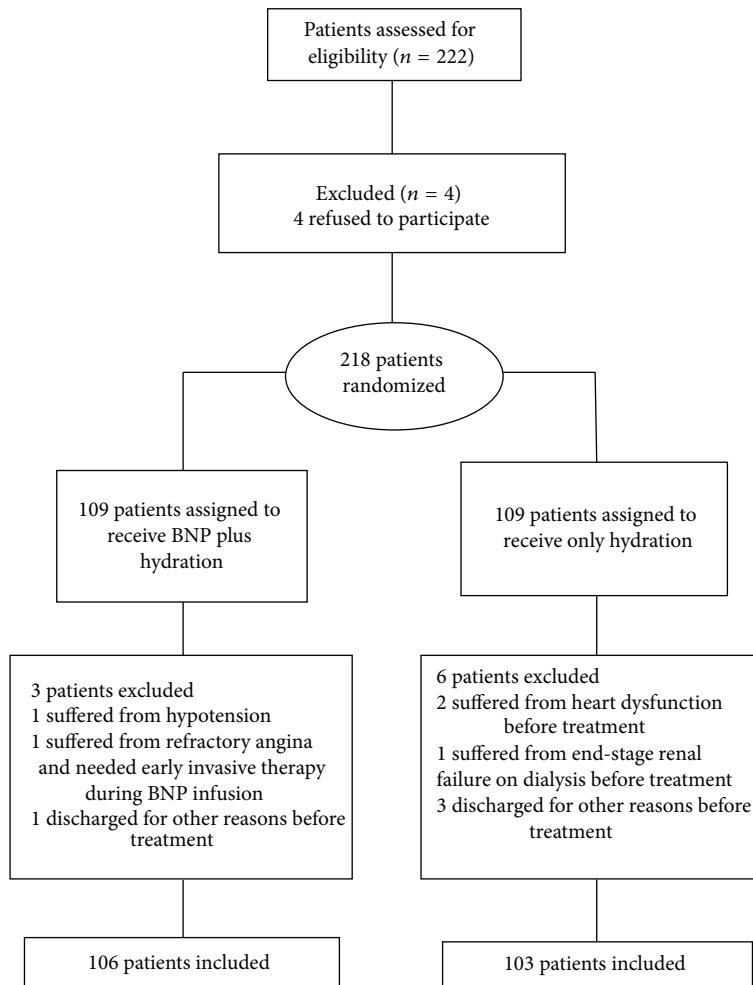 Patients assessed for
eligibility (n = 222)
Excluded (n = 4)
4 refused to participate
218 patients
randomized
109 patients assigned to
receive BNP plus
hydration
109 patients assigned to
receive only hydration
3 patients excluded
1 suffered from hypotension
1 suffered from refractory angina
and needed early invasive therapy
during BNP infusion
1 discharged for other reasons before
treatment
6 patients excluded
2 suffered from heart dysfunction
before treatment
1 suffered from end-stage renal
failure on dialysis before treatment
3 discharged for other reasons before
treatment
106 patients included
103 patients included